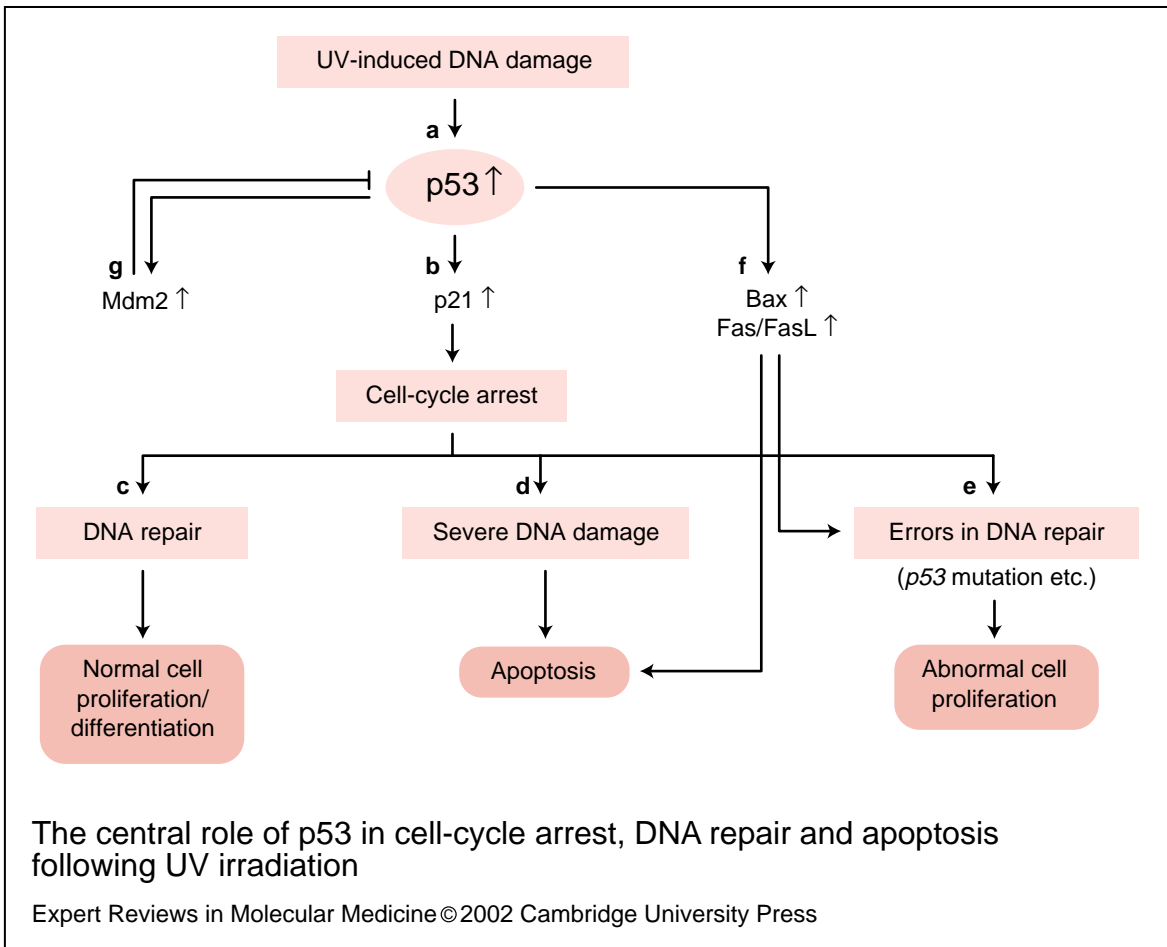 UV-induced DNA damage
a
p53 ↑
g
b
f
Mdm2 ↑
p21 ↑
Bax ↑
Fas/FasL ↑
Cell-cycle arrest
c
d
e
DNA repair
Severe DNA damage
Errors in DNA repair
(p53 mutation etc.)
Normal cell
proliferation/
differentiation
Apoptosis
Abnormal cell
proliferation
The central role of p53 in cell-cycle arrest, DNA repair and apoptosis
following UV irradiation
Expert Reviews in Molecular Medicine © 2002 Cambridge University Press